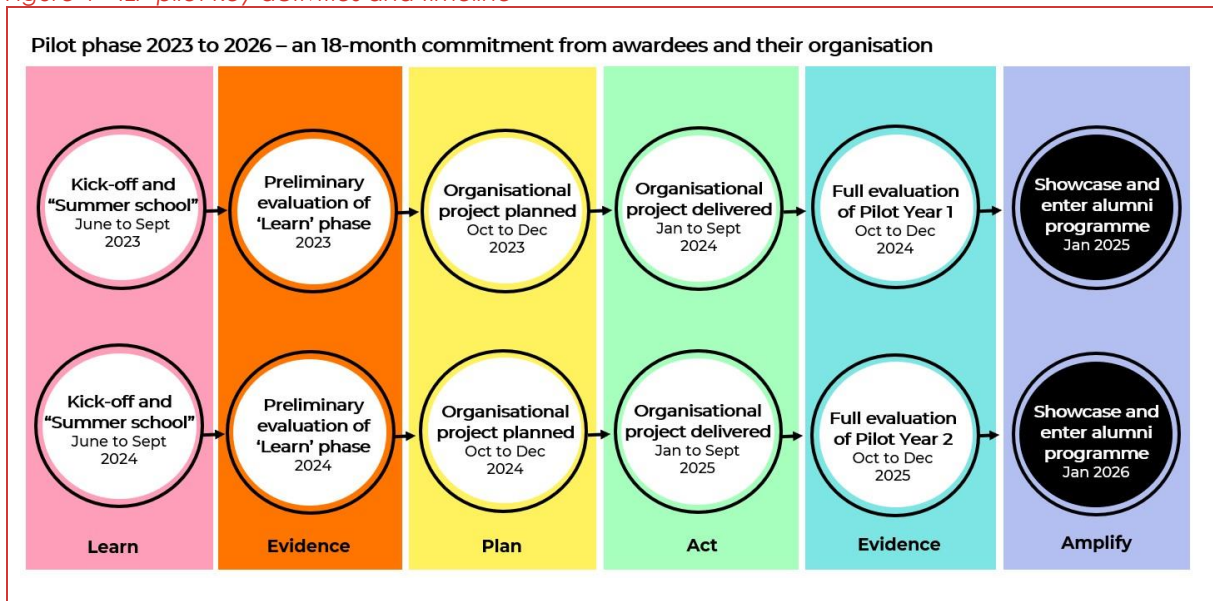 Pilot phase 2023 to 2026 – an 18-month commitment from awardees and their organisation
Kick-off and
"Summer school"
June to Sept
2023
Preliminary
evaluation of
'Learn' phase
2023
Organisational
project planned
Oct to Dec
2023
Organisational
project delivered
Jan to Sept
2024
Full evaluation
of Pilot Year 1
Oct to Dec
2024
Showcase and
enter alumni
programme
Jan 2025
Kick-off and
"Summer school"
June to Sept
2024
Preliminary
evaluation of
'Learn' phase
2024
Organisational
project planned
Oct to Dec
2024
Organisational
project delivered
Jan to Sept
2025
Full evaluation
of Pilot Year 2
Oct to Dec
2025
Showcase and
enter alumni
programme
Jan 2026
Learn
Evidence
Plan
Act
Evidence
Amplify